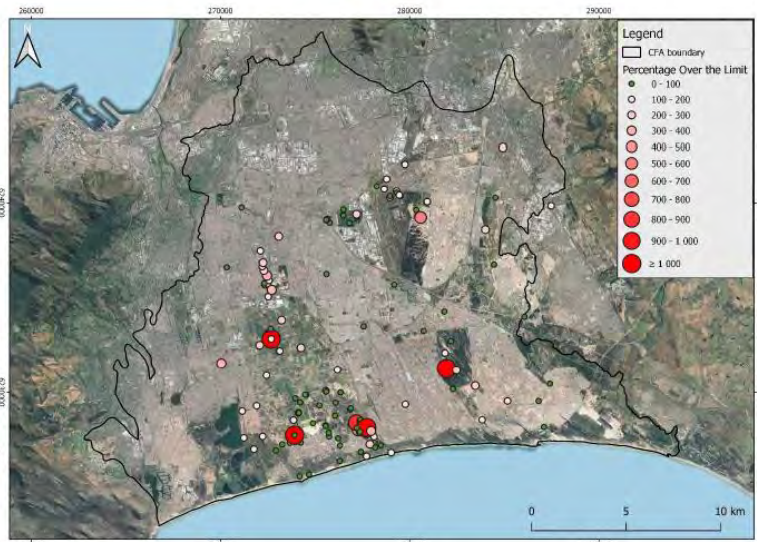 260000 270000 280000 290000
Legend
CFA boundary
Percentage Over the Limit
0 - 100
100 - 200
200 - 300
300 - 400
400 - 500
500 - 600
600 - 700
700 - 800
800 - 900
900 - 1 000
≥ 1 000
0 5 10 km